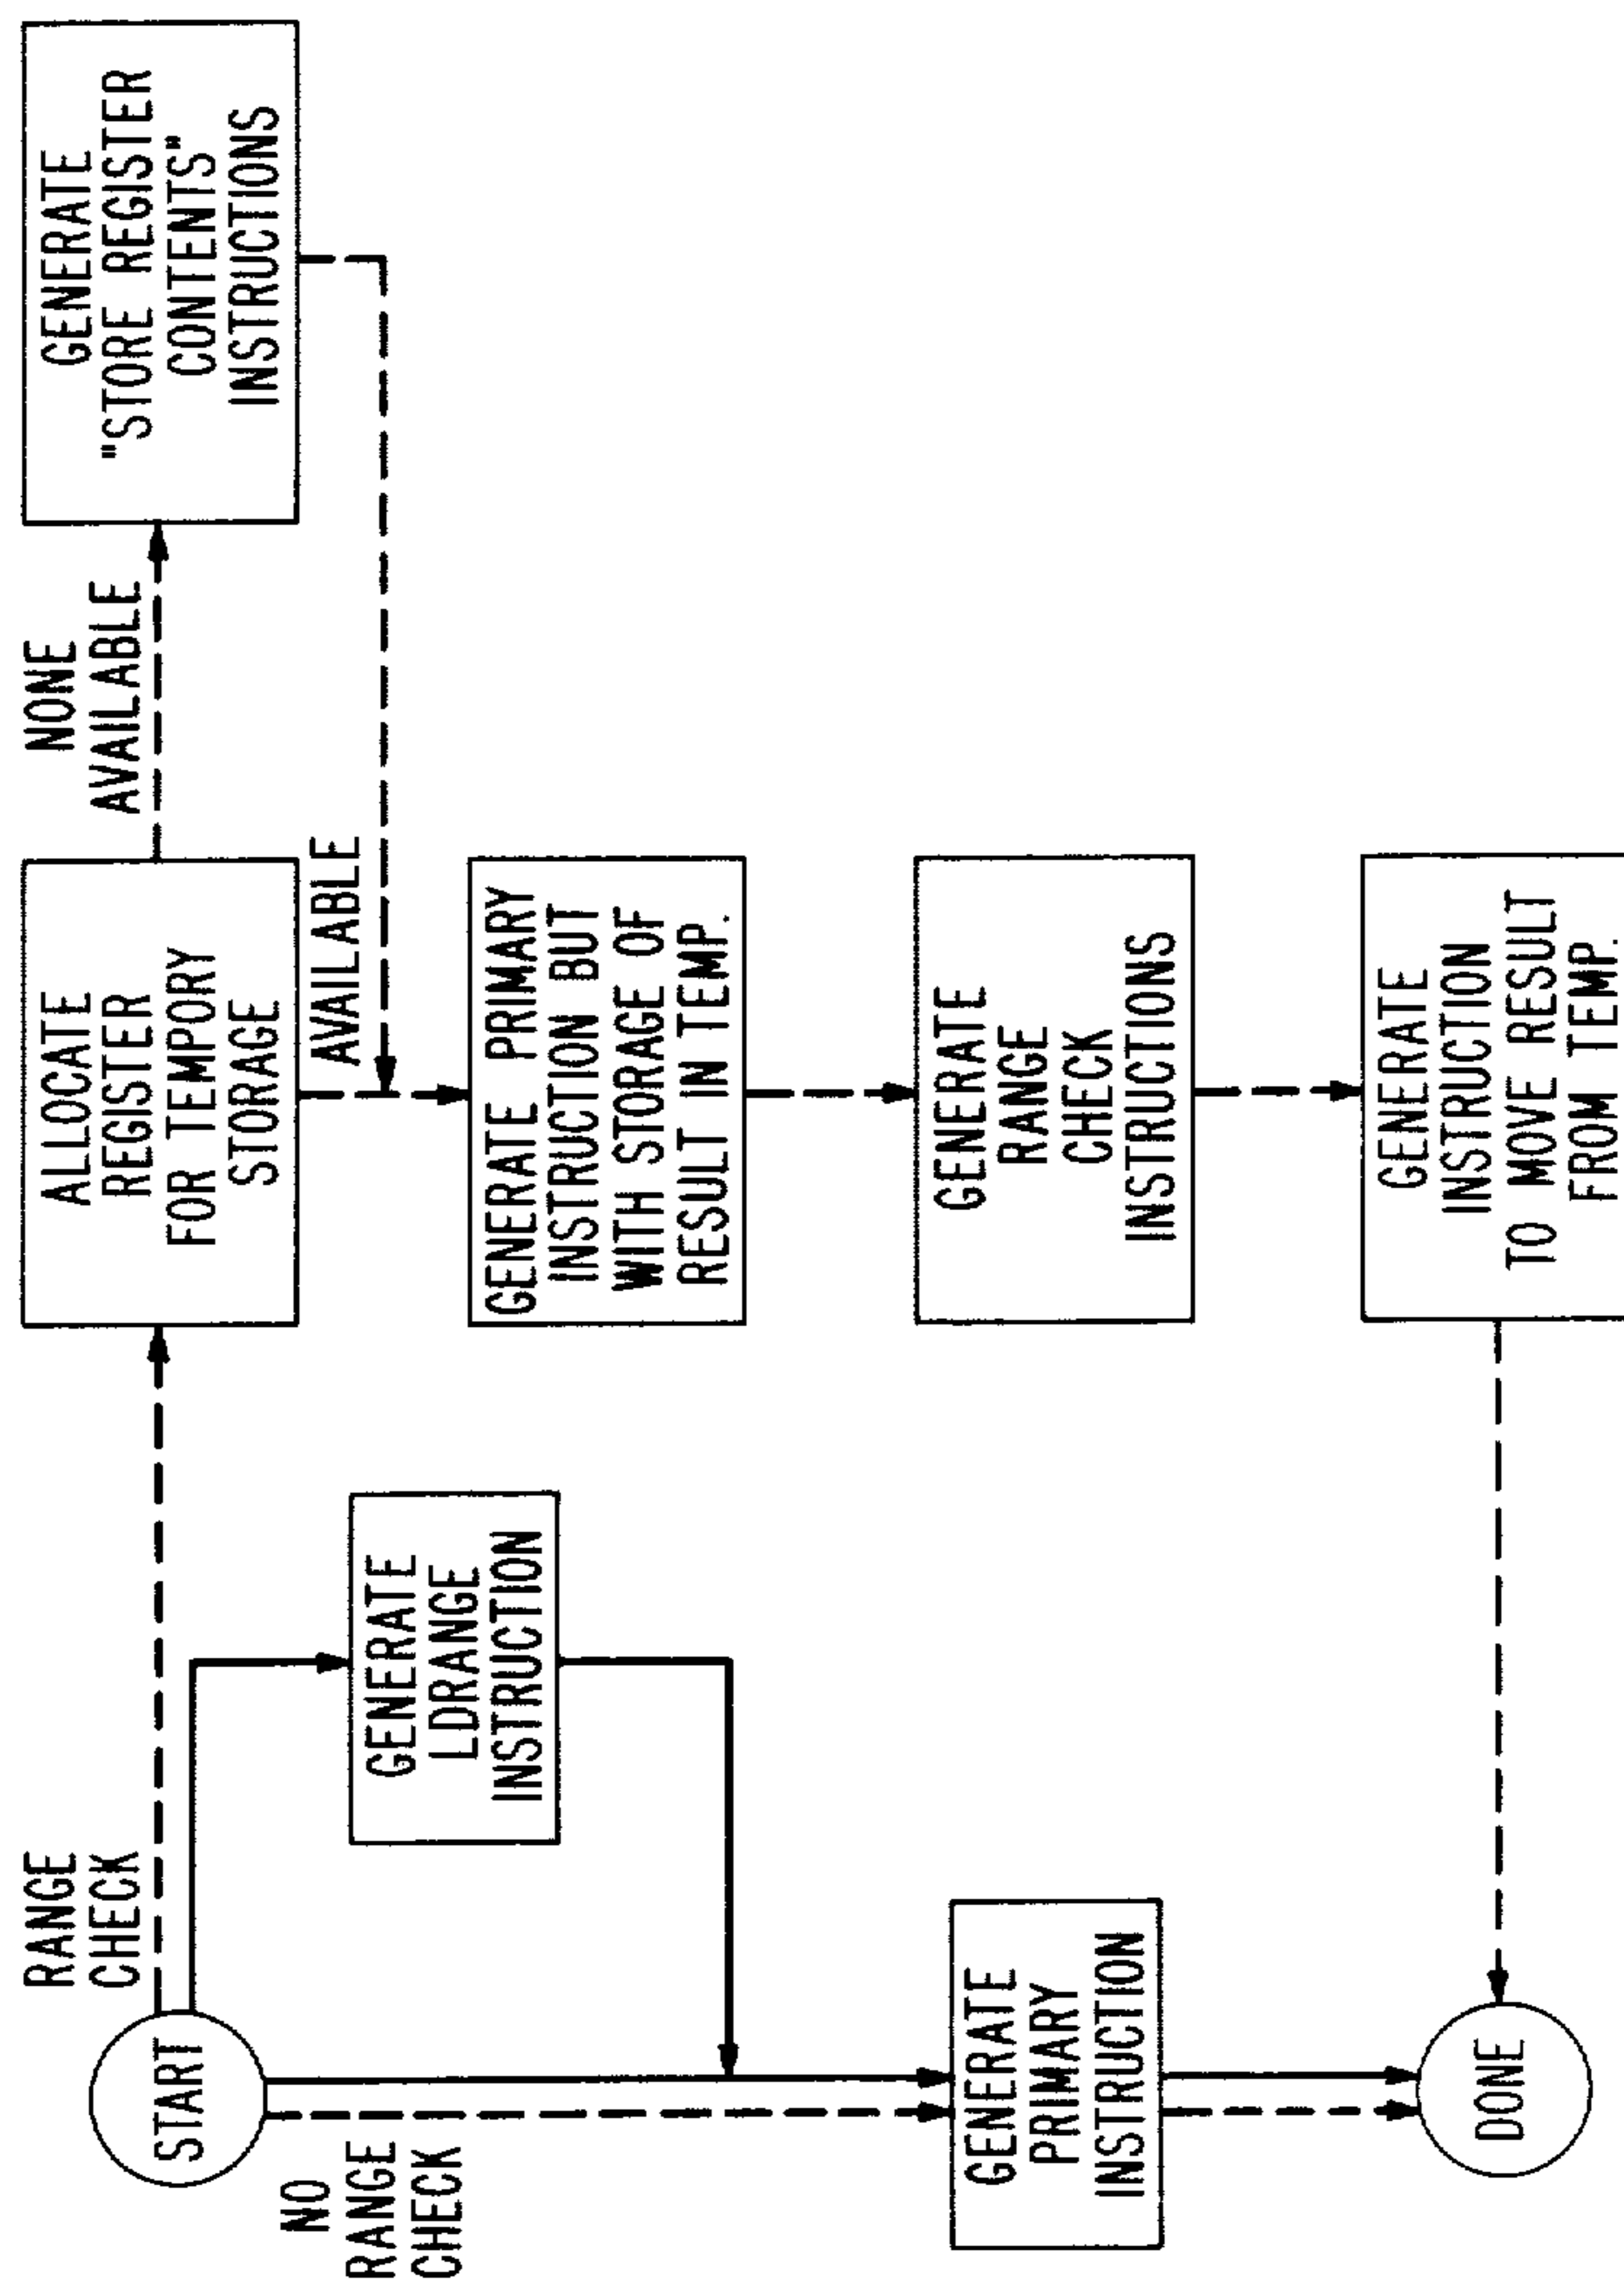 START
RANGE
CHECK
NO
RANGE
CHECK
GENERATE
LDRANGE
INSTRUCTION
GENERATE
PRIMARY
INSTRUCTION
DONE
ALLOCATE
REGISTER
FOR TEMPORY
STORAGE
NONE
AVAILABLE
GENERATE
"STORE REGISTER
CONTENTS"
INSTRUCTIONS
AVAILABLE
GENERATE PRIMARY
INSTRUCTION BUT
WITH STORAGE OF
RESULT IN TEMP.
GENERATE
RANGE
CHECK
INSTRUCTIONS
GENERATE
INSTRUCTION
TO MOVE RESULT
FROM TEMP.